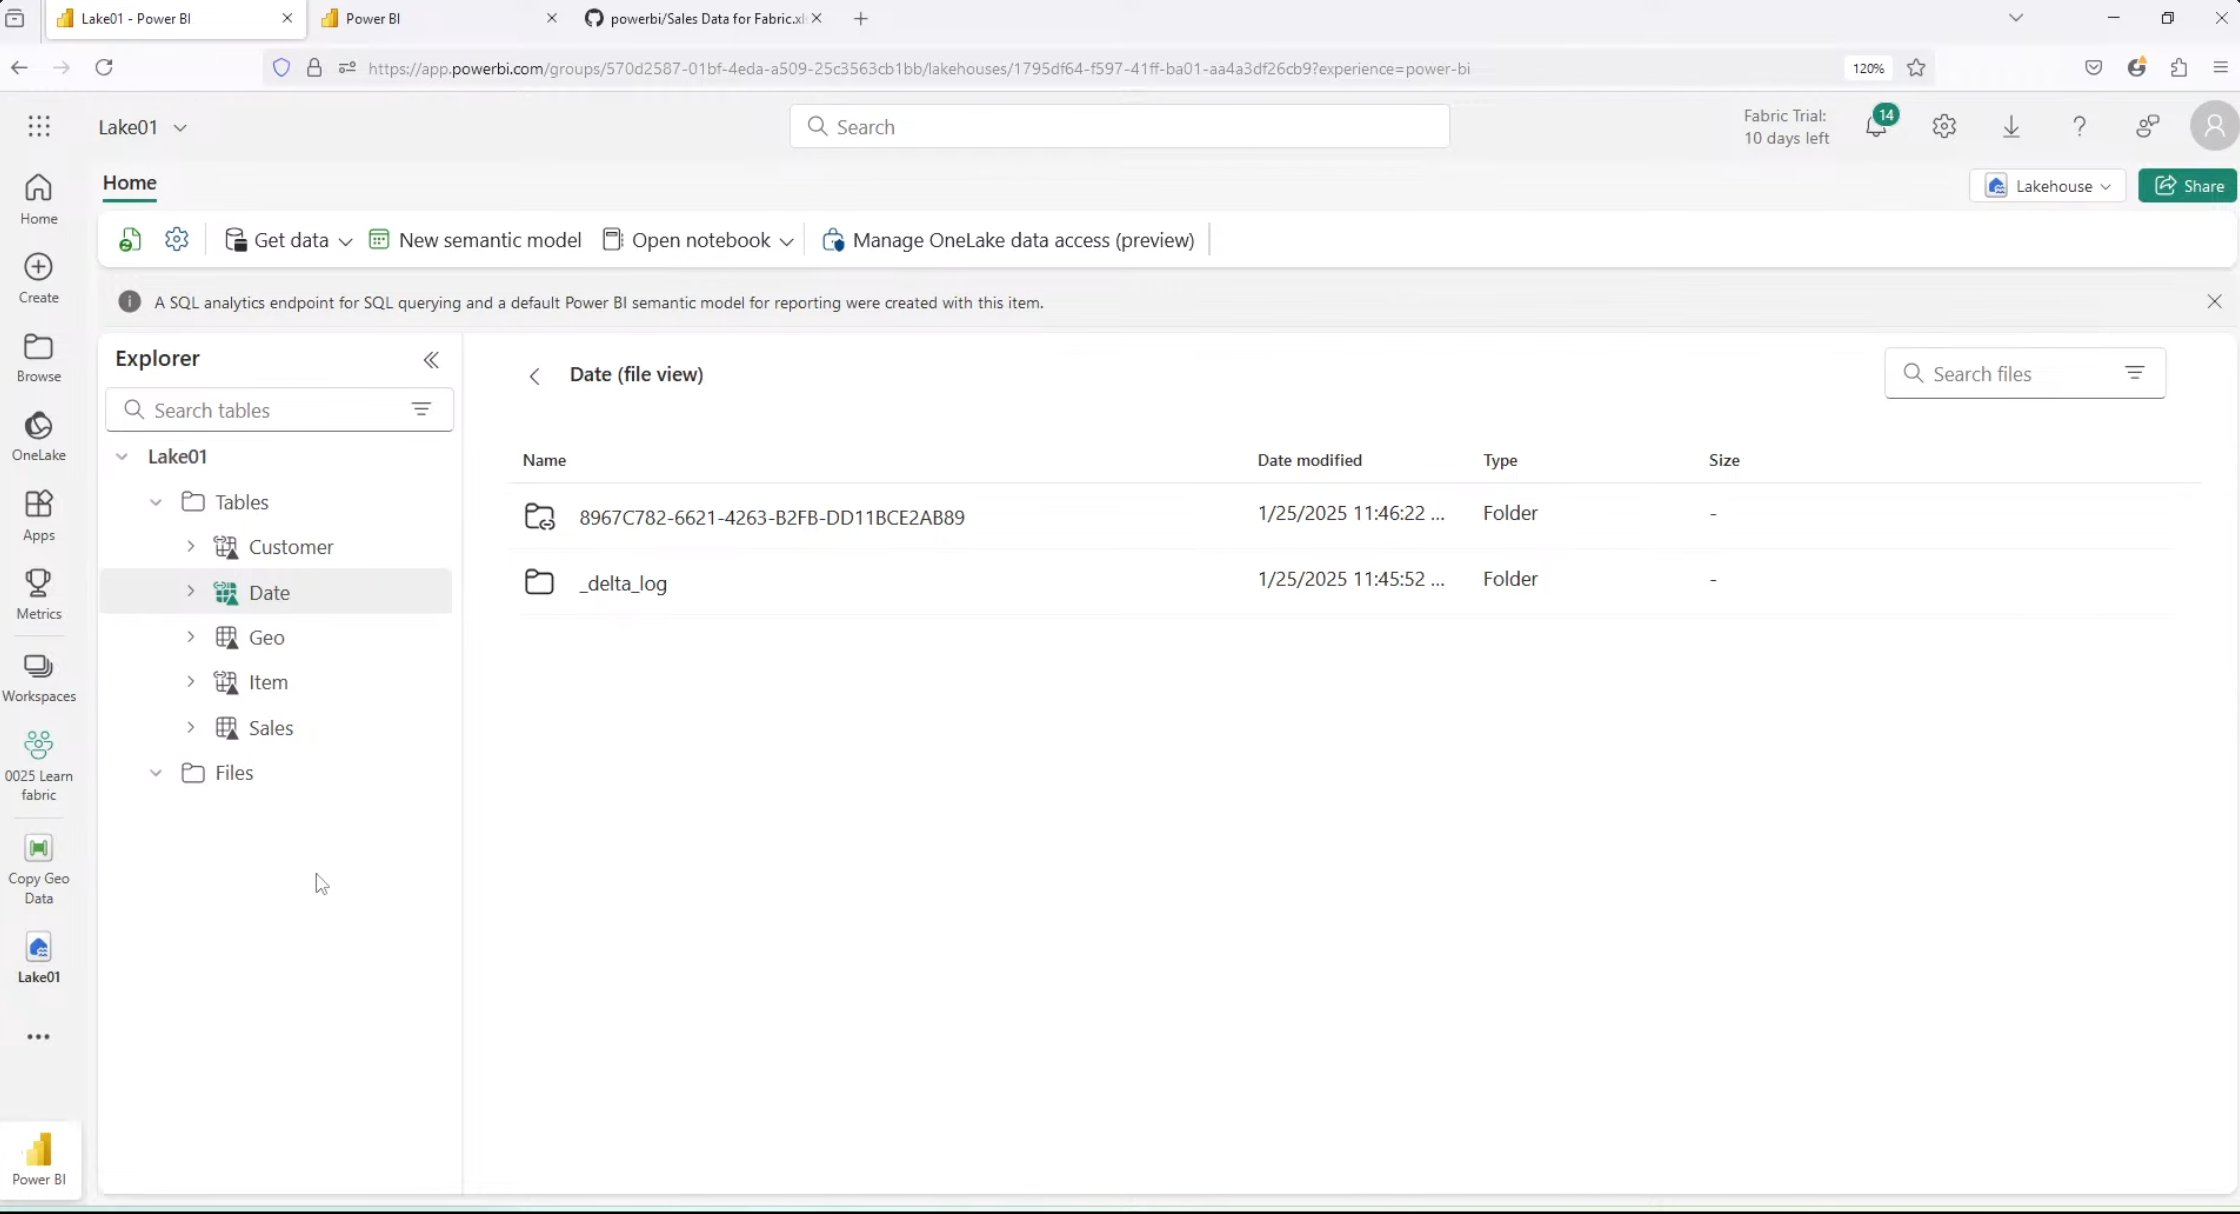 Lake01 - Power BI
Power BI
powerbi/Sales Data for Fabric.xl
https://app.powerbi.com/groups/570d2587-01bf-4eda-a509-25c3563cb1bb/lakehouses/1795df64-f597-41ff-ba01-aa4a3df26cb9?experience=power-bi
120%
Lake01
Search
Fabric Trial:
10 days left
14
Home
Lakehouse
Share
Get data
New semantic model
Open notebook
Manage OneLake data access (preview)
A SQL analytics endpoint for SQL querying and a default Power BI semantic model for reporting were created with this item.
Home
Create
Browse
OneLake
Apps
Metrics
Workspaces
0025 Learn
fabric
Copy Geo
Data
Lake01
Power BI
Explorer
Search tables
Lake01
Tables
Customer
Date
Geo
Item
Sales
Files
Date (file view)
Search files
Name Date modified Type Size
8967C782-6621-4263-B2FB-DD11BCE2AB89 1/25/2025 11:46:22 ... Folder -
_delta_log 1/25/2025 11:45:52 ... Folder -